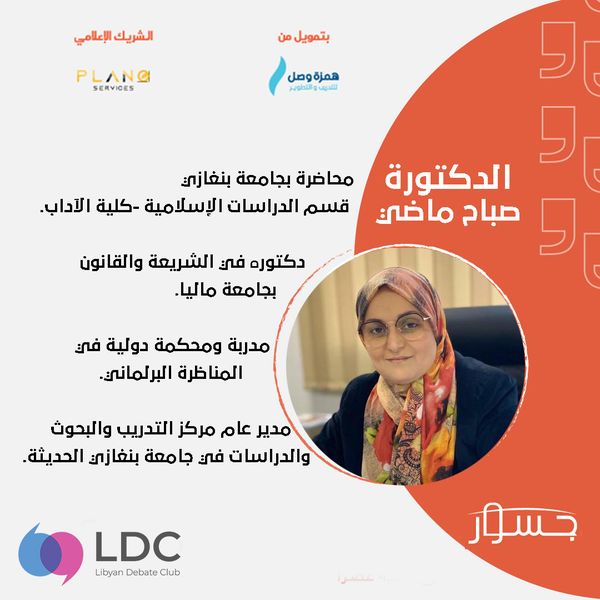 بتمويل من
الشريك الإعلامي
همزة وصل
للتدريب والتطوير
PLAN
SERVICES
الدكتورة
صباح ماضي
محاضرة بجامعة بنغازي
قسم الدراسات الإسلامية -كلية الآداب.
دكتوره في الشريعة والقانون
بجامعة ماليا.
مدربة ومحكمة دولية في
المناظرة البرلماني.
مدير عام مركز التدريب والبحوث
والدراسات في جامعة بنغازي الحديثة.
جسور
LDC
Libyan Debate Club